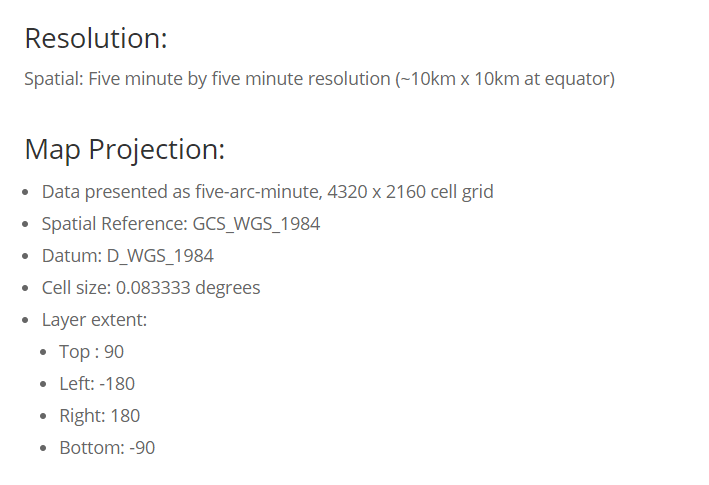 Resolution:
Spatial: Five minute by five minute resolution (~10km x 10km at equator)
Map Projection:
• Data presented as five-arc-minute, 4320 x 2160 cell grid
• Spatial Reference: GCS_WGS_1984
• Datum: D_WGS_1984
• Cell size: 0.083333 degrees
• Layer extent:
• Top : 90
• Left: -180
• Right: 180
• Bottom: -90